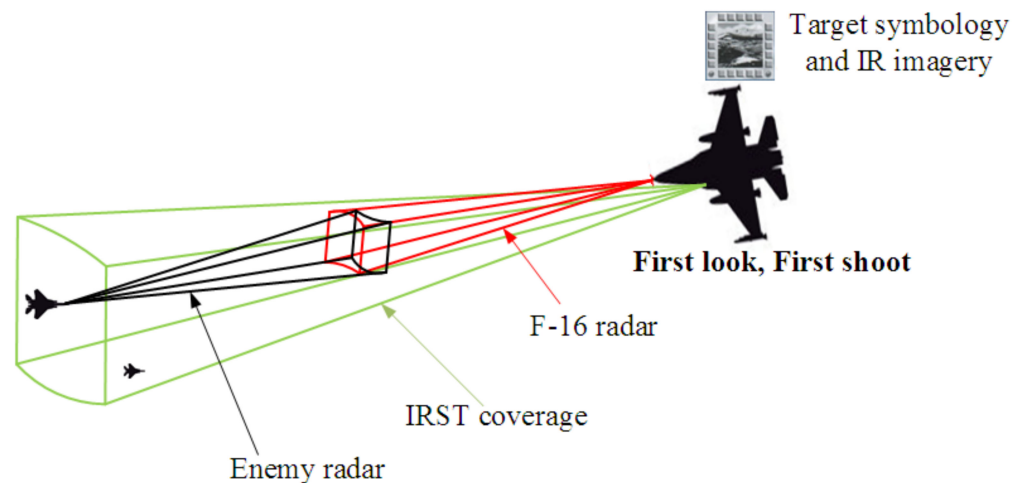 Target symbology
and IR imagery
First look, First shoot
F-16 radar
IRST coverage
Enemy radar